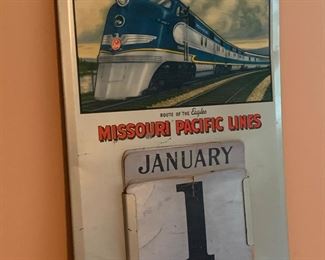 ROUTE OF THE Eagles
MISSOURI PACIFIC LINES
JANUARY
1